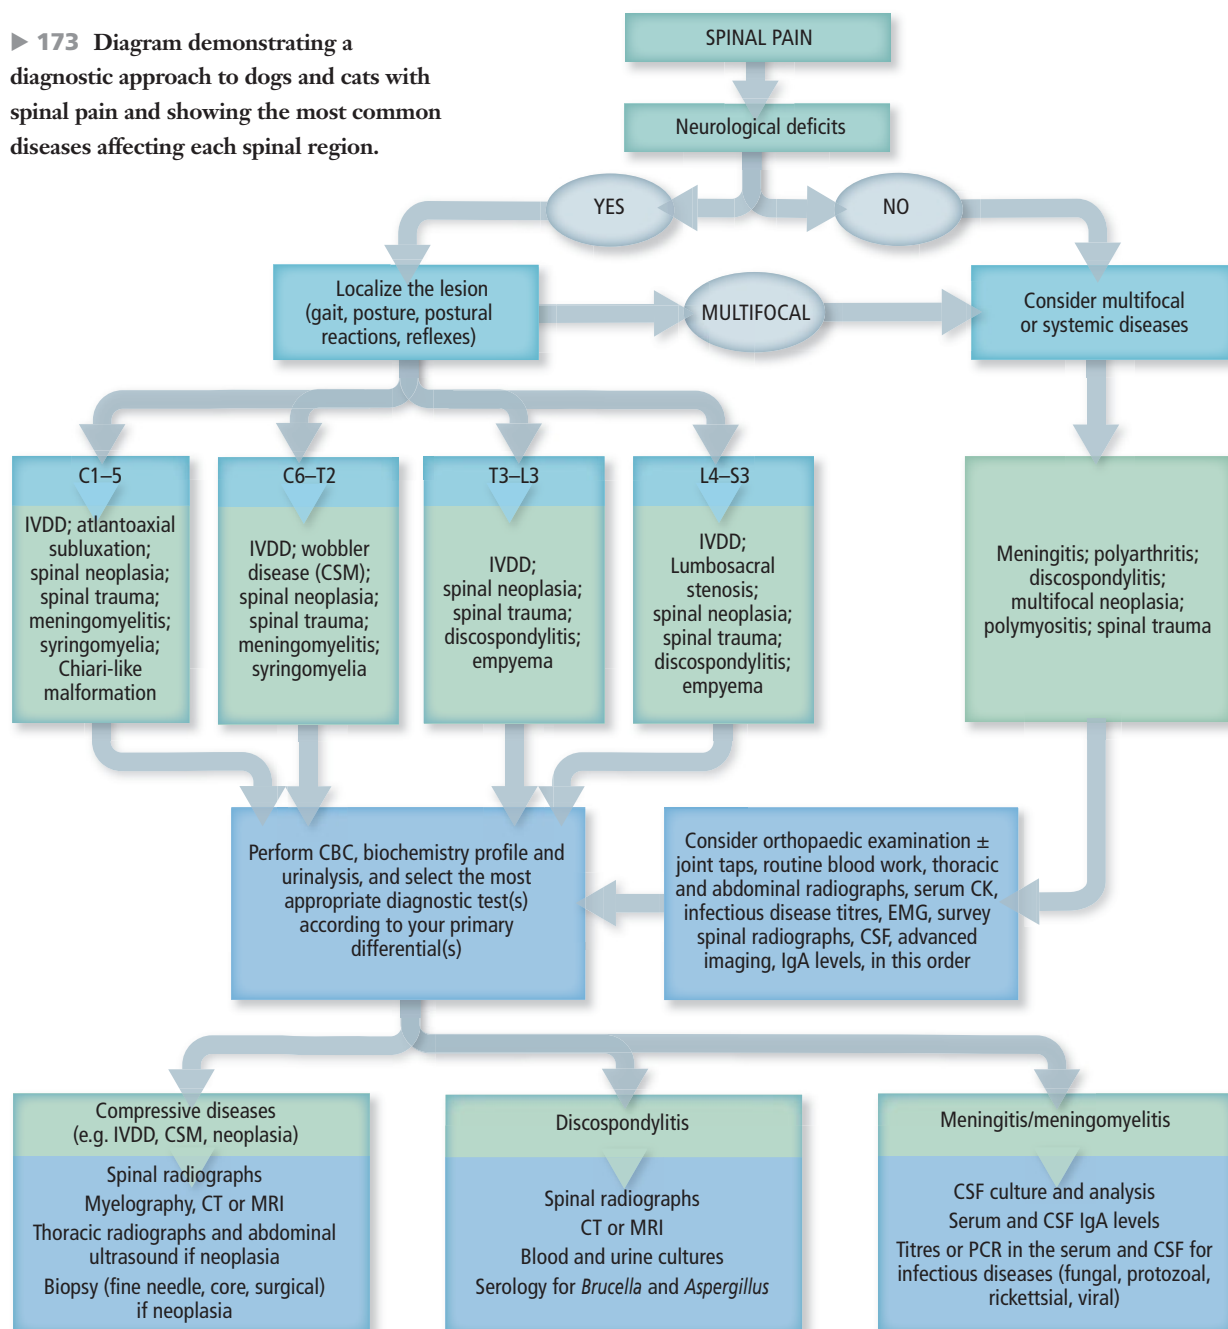 ▶ 173 Diagram demonstrating a
diagnostic approach to dogs and cats with
spinal pain and showing the most common
diseases affecting each spinal region.
SPINAL PAIN
Neurological deficits
YES
NO
Localize the lesion
(gait, posture, postural
reactions, reflexes)
MULTIFOCAL
Consider multifocal
or systemic diseases
C1–5
IVDD; atlantoaxial
subluxation;
spinal neoplasia;
spinal trauma;
meningomyelitis;
syringomyelia;
Chiari-like
malformation
C6–T2
IVDD; wobbler
disease (CSM);
spinal neoplasia;
spinal trauma;
meningomyelitis;
syringomyelia
T3–L3
IVDD;
spinal neoplasia;
spinal trauma;
discospondylitis;
empyema
L4–S3
IVDD;
Lumbosacral
stenosis;
spinal neoplasia;
spinal trauma;
discospondylitis;
empyema
Meningitis; polyarthritis;
discospondylitis;
multifocal neoplasia;
polymyositis; spinal trauma
Perform CBC, biochemistry profile and
urinalysis, and select the most
appropriate diagnostic test(s)
according to your primary
differential(s)
Consider orthopaedic examination ±
joint taps, routine blood work, thoracic
and abdominal radiographs, serum CK,
infectious disease titres, EMG, survey
spinal radiographs, CSF, advanced
imaging, IgA levels, in this order
Compressive diseases
(e.g. IVDD, CSM, neoplasia)
Spinal radiographs
Myelography, CT or MRI
Thoracic radiographs and abdominal
ultrasound if neoplasia
Biopsy (fine needle, core, surgical)
if neoplasia
Discospondylitis
Spinal radiographs
CT or MRI
Blood and urine cultures
Serology for Brucella and Aspergillus
Meningitis/meningomyelitis
CSF culture and analysis
Serum and CSF IgA levels
Titres or PCR in the serum and CSF for
infectious diseases (fungal, protozoal,
rickettsial, viral)